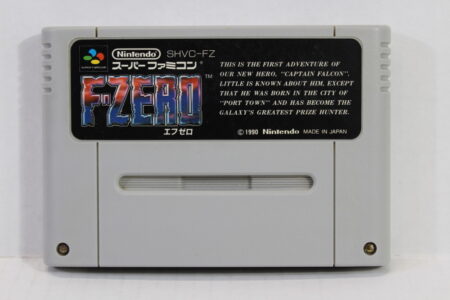 Nintendo SHVC-FZ
スーパーファミコン
F-ZERO™
エフゼロ
THIS IS THE FIRST ADVENTURE OF
OUR NEW HERO, "CAPTAIN FALCON".
LITTLE IS KNOWN ABOUT HIM, EXCEPT
THAT HE WAS BORN IN THE CITY OF
"PORT TOWN" AND HAS BECOME THE
GALAXY'S GREATEST PRIZE HUNTER.
©1990 Nintendo MADE IN JAPAN